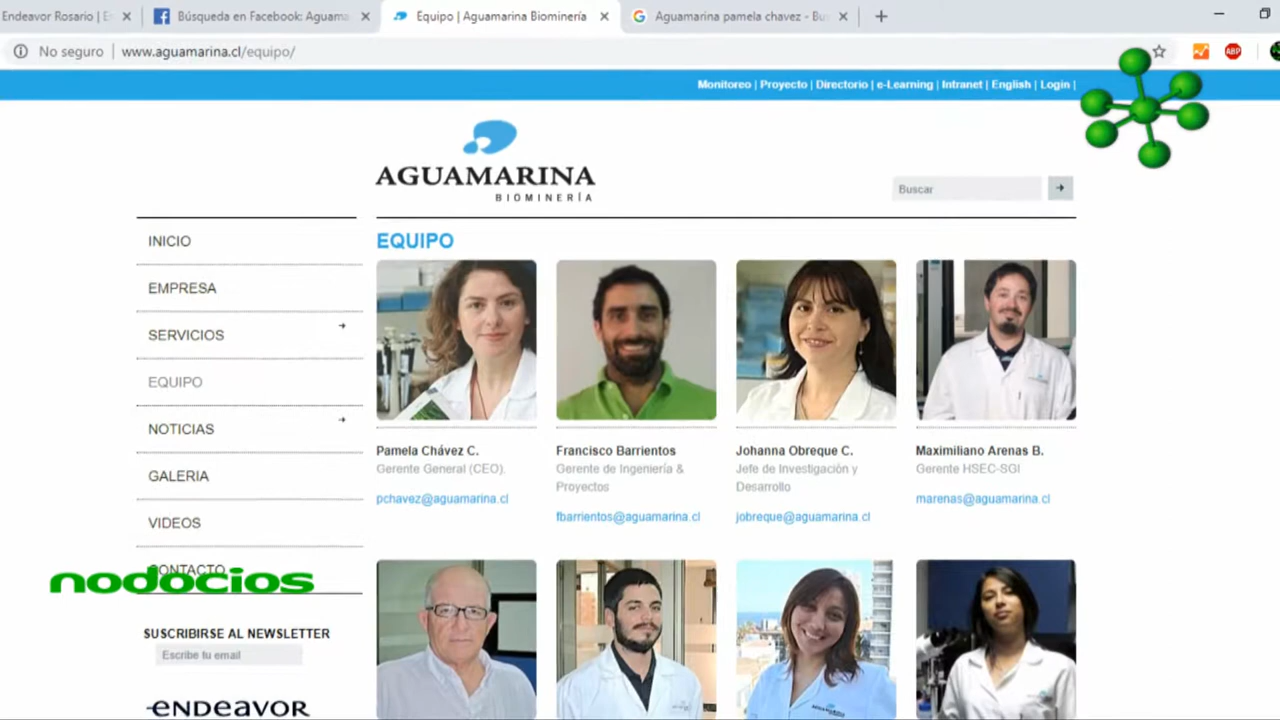 Endeavor Rosario | E
Búsqueda en Facebook: Aguama
Equipo | Aguamarina Biominería
Aguamarina pamela chavez - Bu
No seguro
www.aguamarina.cl/equipo/
ABP
Monitoreo | Proyecto | Directorio | e-Learning | Intranet | English | Login |
AGUAMARINA
BIOMINERÍA
Buscar
INICIO
EMPRESA
SERVICIOS
EQUIPO
NOTICIAS
GALERIA
VIDEOS
CONTACTO
nodocios
SUSCRIBIRSE AL NEWSLETTER
Escribe tu email
ENDEAVOR
EQUIPO
Pamela Chávez C.
Gerente General (CEO).
pchavez@aguamarina.cl
Francisco Barrientos
Gerente de Ingeniería &
Proyectos
fbarrientos@aguamarina.cl
Johanna Obreque C.
Jefe de Investigación y
Desarrollo
jobreque@aguamarina.cl
Maximiliano Arenas B.
Gerente HSEC-SGI
marenas@aguamarina.cl
AGUAMARINA